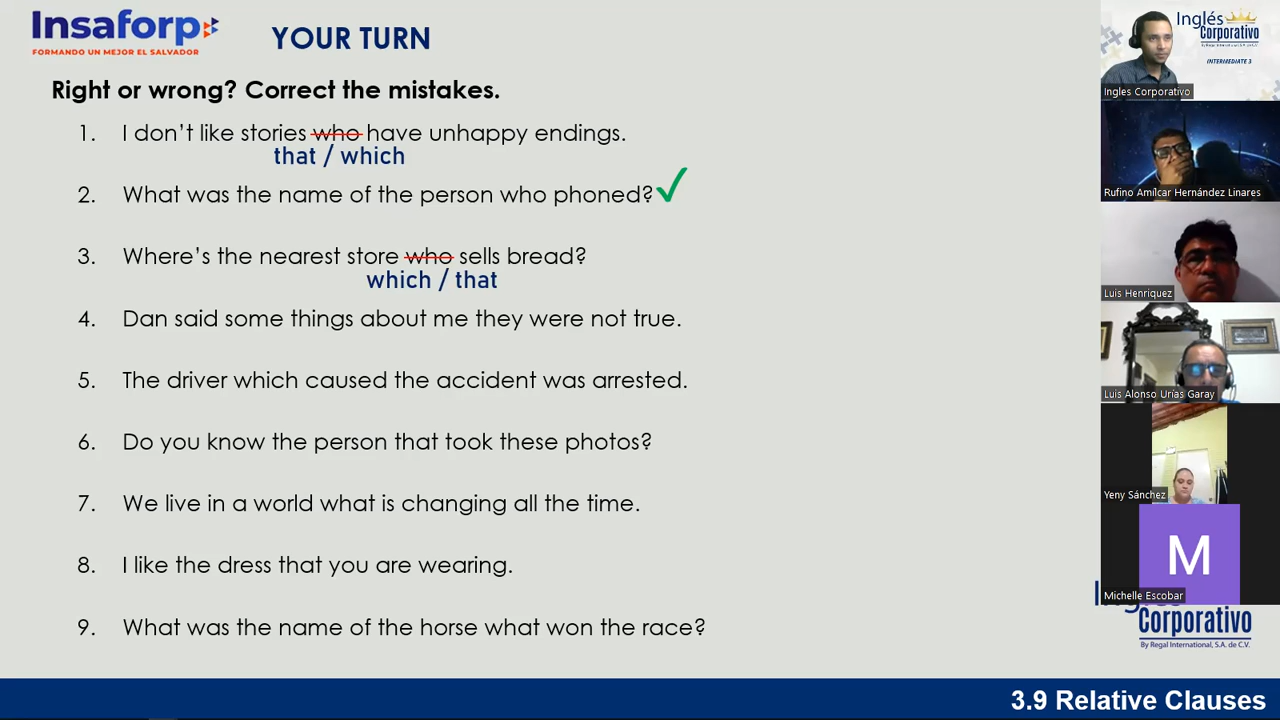 Insaforp
FORMANDO UN MEJOR EL SALVADOR
YOUR TURN
Right or wrong? Correct the mistakes.
1. I don't like stories who have unhappy endings.
that / which
2. What was the name of the person who phoned?
3. Where's the nearest store who sells bread?
which / that
4. Dan said some things about me they were not true.
5. The driver which caused the accident was arrested.
6. Do you know the person that took these photos?
7. We live in a world what is changing all the time.
8. I like the dress that you are wearing.
9. What was the name of the horse what won the race?
Inglés
Corporativo
INTERMEDIATE 3
Ingles Corporativo
Rufino Amílcar Hernández Linares
Luis Henriquez
Luis Alonso Urías Garay
Yeny Sánchez
M
Michelle Escobar
Corporativo
By Regal International, S.A. de C.V.
3.9 Relative Clauses